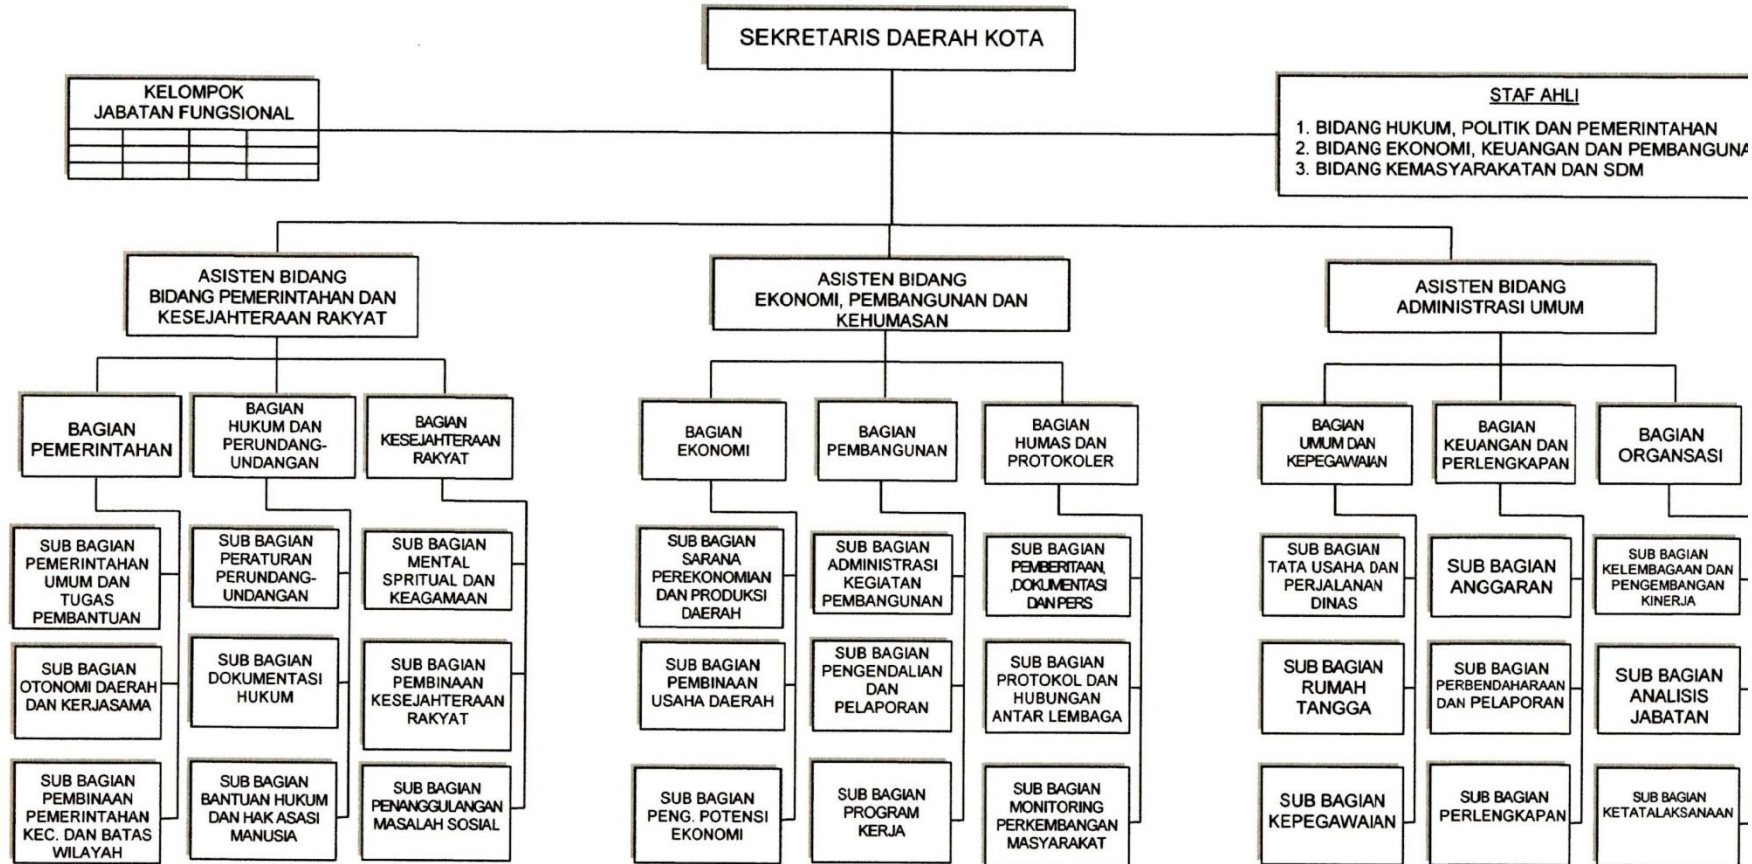 SEKRETARIS DAERAH KOTA
KELOMPOK
JABATAN FUNGSIONAL
STAF AHLI
1. BIDANG HUKUM, POLITIK DAN PEMERINTAHAN
2. BIDANG EKONOMI, KEUANGAN DAN PEMBANGUNA
3. BIDANG KEMASYARAKATAN DAN SDM
ASISTEN BIDANG
BIDANG PEMERINTAHAN DAN
KESEJAHTERAAN RAKYAT
ASISTEN BIDANG
EKONOMI, PEMBANGUNAN DAN
KEHUMASAN
ASISTEN BIDANG
ADMINISTRASI UMUM
BAGIAN
PEMERINTAHAN
BAGIAN
HUKUM DAN
PERUNDANG-
UNDANGAN
BAGIAN
KESEJAHTERAAN
RAKYAT
BAGIAN
EKONOMI
BAGIAN
PEMBANGUNAN
BAGIAN
HUMAS DAN
PROTOKOLER
BAGIAN
UMUM DAN
KEPEGAWAIAN
BAGIAN
KEUANGAN DAN
PERLENGKAPAN
BAGIAN
ORGANSASI
SUB BAGIAN
PEMERINTAHAN
UMUM DAN
TUGAS
PEMBANTUAN
SUB BAGIAN
PERATURAN
PERUNDANG-
UNDANGAN
SUB BAGIAN
MENTAL
SPRITUAL DAN
KEAGAMAAN
SUB BAGIAN
SARANA
PEREKONOMIAN
DAN PRODUKSI
DAERAH
SUB BAGIAN
ADMINISTRASI
KEGIATAN
PEMBANGUNAN
SUB BAGIAN
PEMBERITAAN,
,DOKUMENTASI
DAN PERS
SUB BAGIAN
TATA USAHA DAN
PERJALANAN
DINAS
SUB BAGIAN
ANGGARAN
SUB BAGIAN
KELEMBAGAAN DAN
PENGEMBANGAN
KINERJA
SUB BAGIAN
OTONOMI DAERAH
DAN KERJASAMA
SUB BAGIAN
DOKUMENTASI
HUKUM
SUB BAGIAN
PEMBINAAN
KESEJAHTERAAN
RAKYAT
SUB BAGIAN
PEMBINAAN
USAHA DAERAH
SUB BAGIAN
PENGENDALIAN
DAN
PELAPORAN
SUB BAGIAN
PROTOKOL DAN
HUBUNGAN
ANTAR LEMBAGA
SUB BAGIAN
RUMAH
TANGGA
SUB BAGIAN
PERBENDAHARAAN
DAN PELAPORAN
SUB BAGIAN
ANALISIS
JABATAN
SUB BAGIAN
PEMBINAAN
PEMERINTAHAN
KEC. DAN BATAS
WILAYAH
SUB BAGIAN
BANTUAN HUKUM
DAN HAK ASASI
MANUSIA
SUB BAGIAN
PENANGGULANGAN
MASALAH SOSIAL
SUB BAGIAN
PENG. POTENSI
EKONOMI
SUB BAGIAN
PROGRAM
KERJA
SUB BAGIAN
MONITORING
PERKEMBANGAN
MASYARAKAT
SUB BAGIAN
KEPEGAWAIAN
SUB BAGIAN
PERLENGKAPAN
SUB BAGIAN
KETATALAKSANAAN